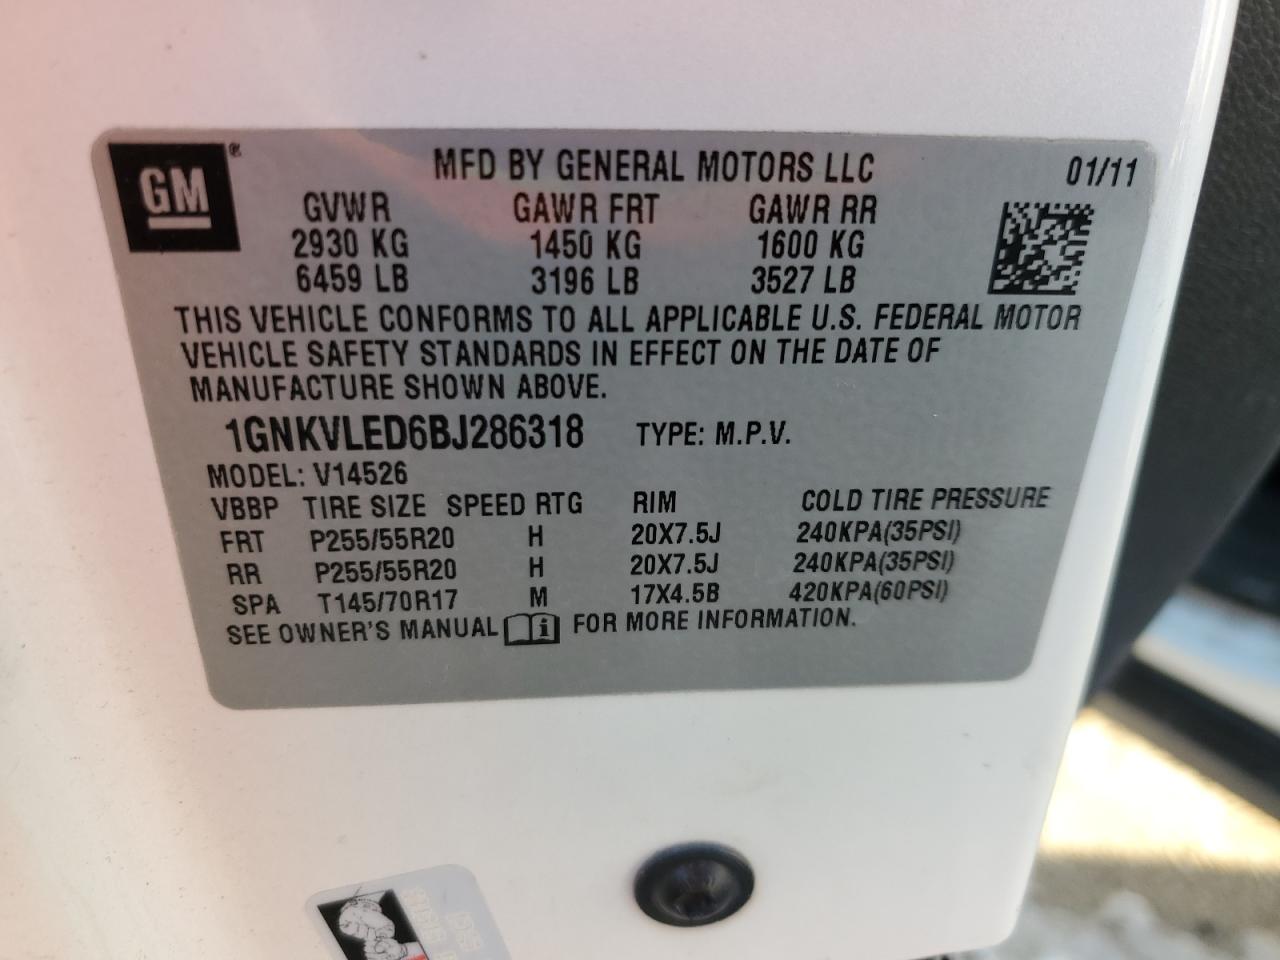 GM®
MFD BY GENERAL MOTORS LLC 01/11
GVWR GAWR FRT GAWR RR
2930 KG 1450 KG 1600 KG
6459 LB 3196 LB 3527 LB
THIS VEHICLE CONFORMS TO ALL APPLICABLE U.S. FEDERAL MOTOR
VEHICLE SAFETY STANDARDS IN EFFECT ON THE DATE OF
MANUFACTURE SHOWN ABOVE.
1GNKVLED6BJ286318 TYPE: M.P.V.
MODEL: V14526
VBBP TIRE SIZE SPEED RTG RIM COLD TIRE PRESSURE
FRT P255/55R20 H 20X7.5J 240KPA(35PSI)
RR P255/55R20 H 20X7.5J 240KPA(35PSI)
SPA T145/70R17 M 17X4.5B 420KPA(60PSI)
SEE OWNER'S MANUAL i FOR MORE INFORMATION.